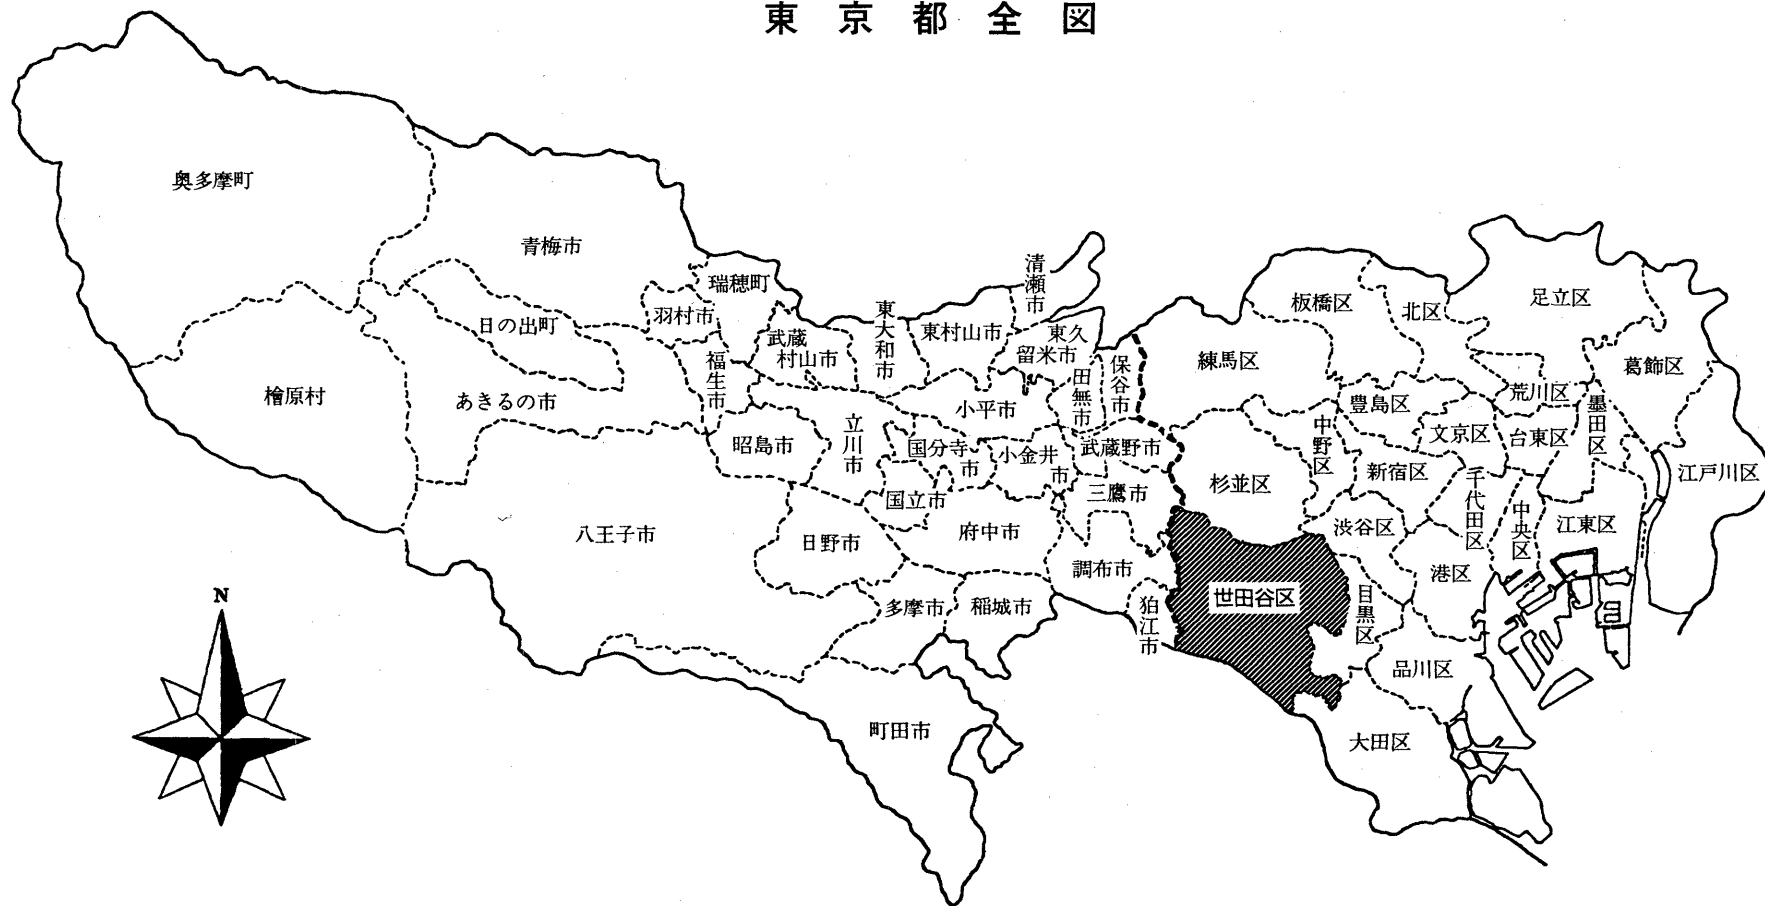 東京都全図
奥多摩町
青梅市
瑞穂町
羽村市
日の出町
檜原村
あきるの市
福生市
武蔵
村山市
東大和市
東村山市
清瀬市
東久
留米市
田無市
保谷市
昭島市
立川市
小平市
国分寺
市
小金井
市
武蔵野市
三鷹市
国立市
府中市
八王子市
日野市
調布市
多摩市
稲城市
狛江市
町田市
練馬区
板橋区
北区
足立区
葛飾区
豊島区
荒川区
墨田区
中野区
文京区
台東区
杉並区
新宿区
千代田区
江戸川区
渋谷区
中央区
江東区
港区
世田谷区
目黒区
品川区
大田区
N